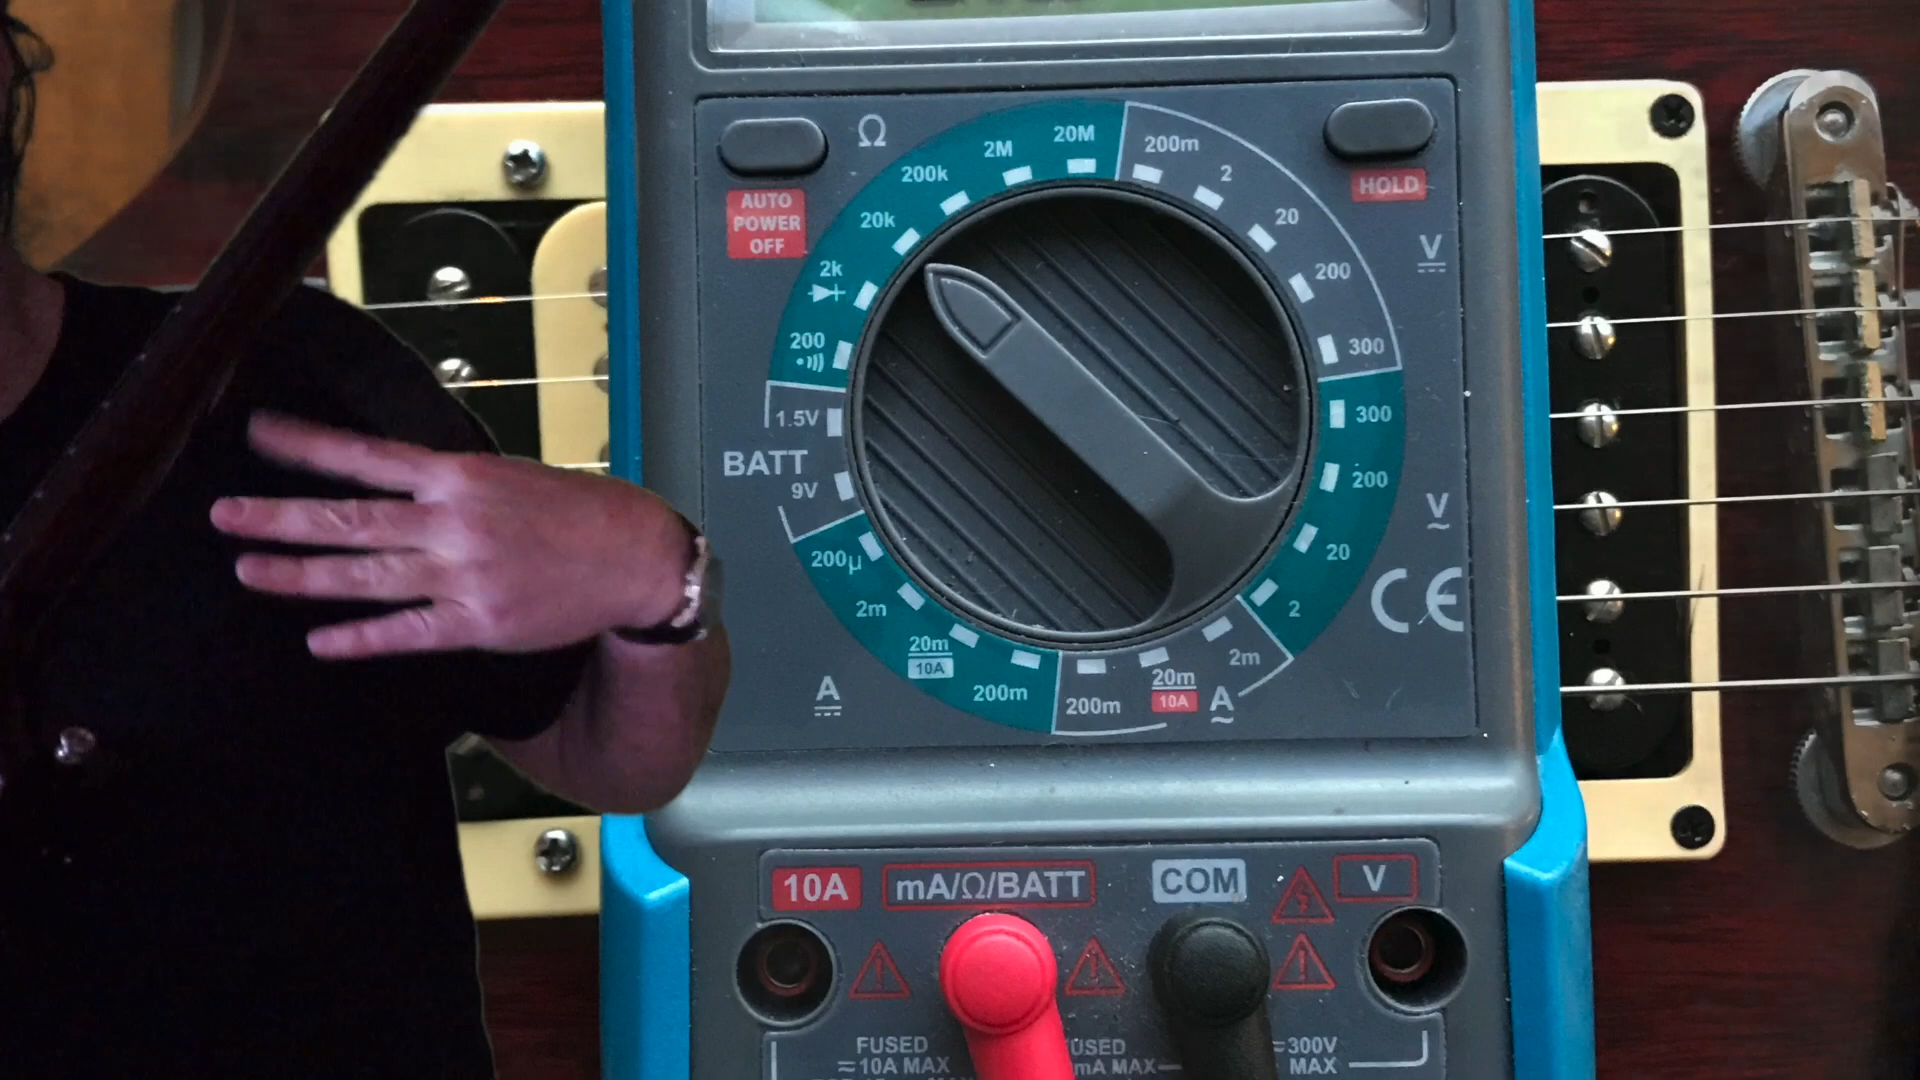 Ω
AUTO
POWER
OFF
HOLD
20M
2M
200k
20k
2k
200
1.5V
BATT
9V
200µ
2m
20m
10A
200m
A
200m
2
20
200
300
V
300
200
20
2
V
2m
20m
10A
200m
A
CE
10A
mA/Ω/BATT
COM
V
FUSED
10A MAX
mA MAX
300V
MAX